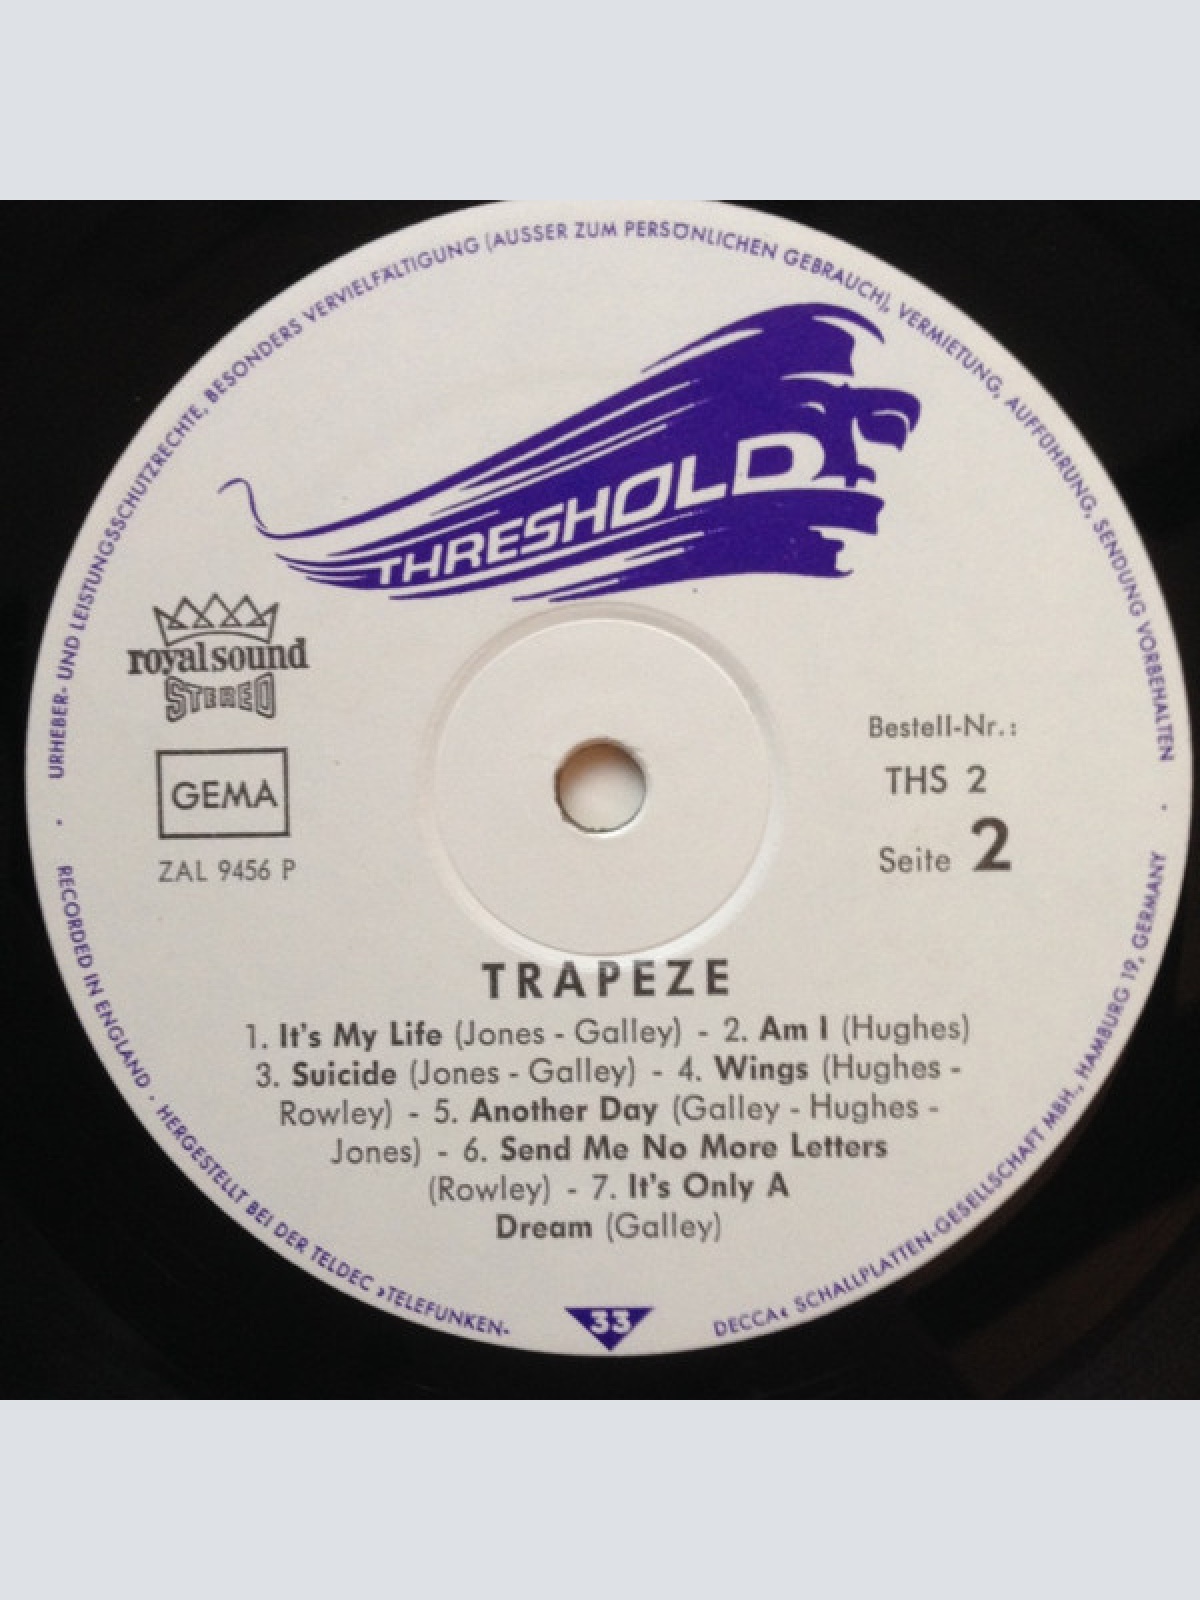 URHEBER- UND LEISTUNGSSCHUTZRECHTE, BESONDERS VERVIELFÄLTIGUNG (AUSSER ZUM PERSÖNLICHEN GEBRAUCH), VERMIETUNG, AUFFÜHRUNG, SENDUNG VORBEHALTEN
THRESHOLD
royal sound
STEREO
GEMA
ZAL 9456 P
Bestell-Nr.:
THS 2
Seite 2
TRAPEZE
1. It's My Life (Jones - Galley) - 2. Am I (Hughes)
3. Suicide (Jones - Galley) - 4. Wings (Hughes -
Rowley) - 5. Another Day (Galley - Hughes -
Jones) - 6. Send Me No More Letters
(Rowley) - 7. It's Only A
Dream (Galley)
33
· RECORDED IN ENGLAND · HERGESTELLT BEI DER TELDEC »TELEFUNKEN- DECCA« SCHALLPLATTEN-GESELLSCHAFT MBH., HAMBURG 19, GERMANY ·